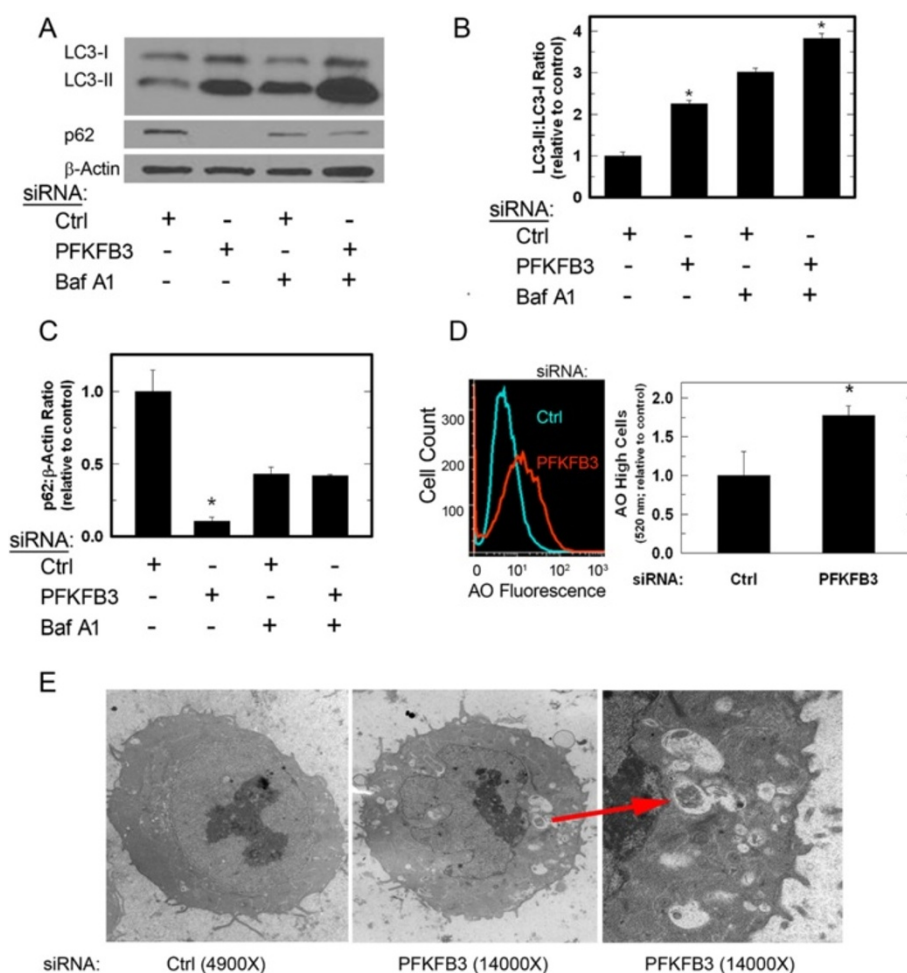 A
LC3-I
LC3-II
p62
β-Actin
siRNA:
Ctrl + - + -
PFKFB3 - + - +
Baf A1 - - + +
B
LC3-II:LC3-I Ratio
(relative to control)
4
3
2
1
0
*
*
siRNA:
Ctrl + - + -
PFKFB3 - + - +
Baf A1 - - + +
C
p62:β-Actin Ratio
(relative to control)
1.0
0.5
0.0
*
siRNA:
Ctrl + - + -
PFKFB3 - + - +
Baf A1 - - + +
D
siRNA:
Ctrl
PFKFB3
Cell Count
300
200
100
0 10¹ 10² 10³
AO Fluorescence
AO High Cells
(520 nm; relative to control)
2.0
1.5
1.0
0.5
0.0
*
siRNA: Ctrl PFKFB3
E
siRNA: Ctrl (4900X) PFKFB3 (14000X) PFKFB3 (14000X)